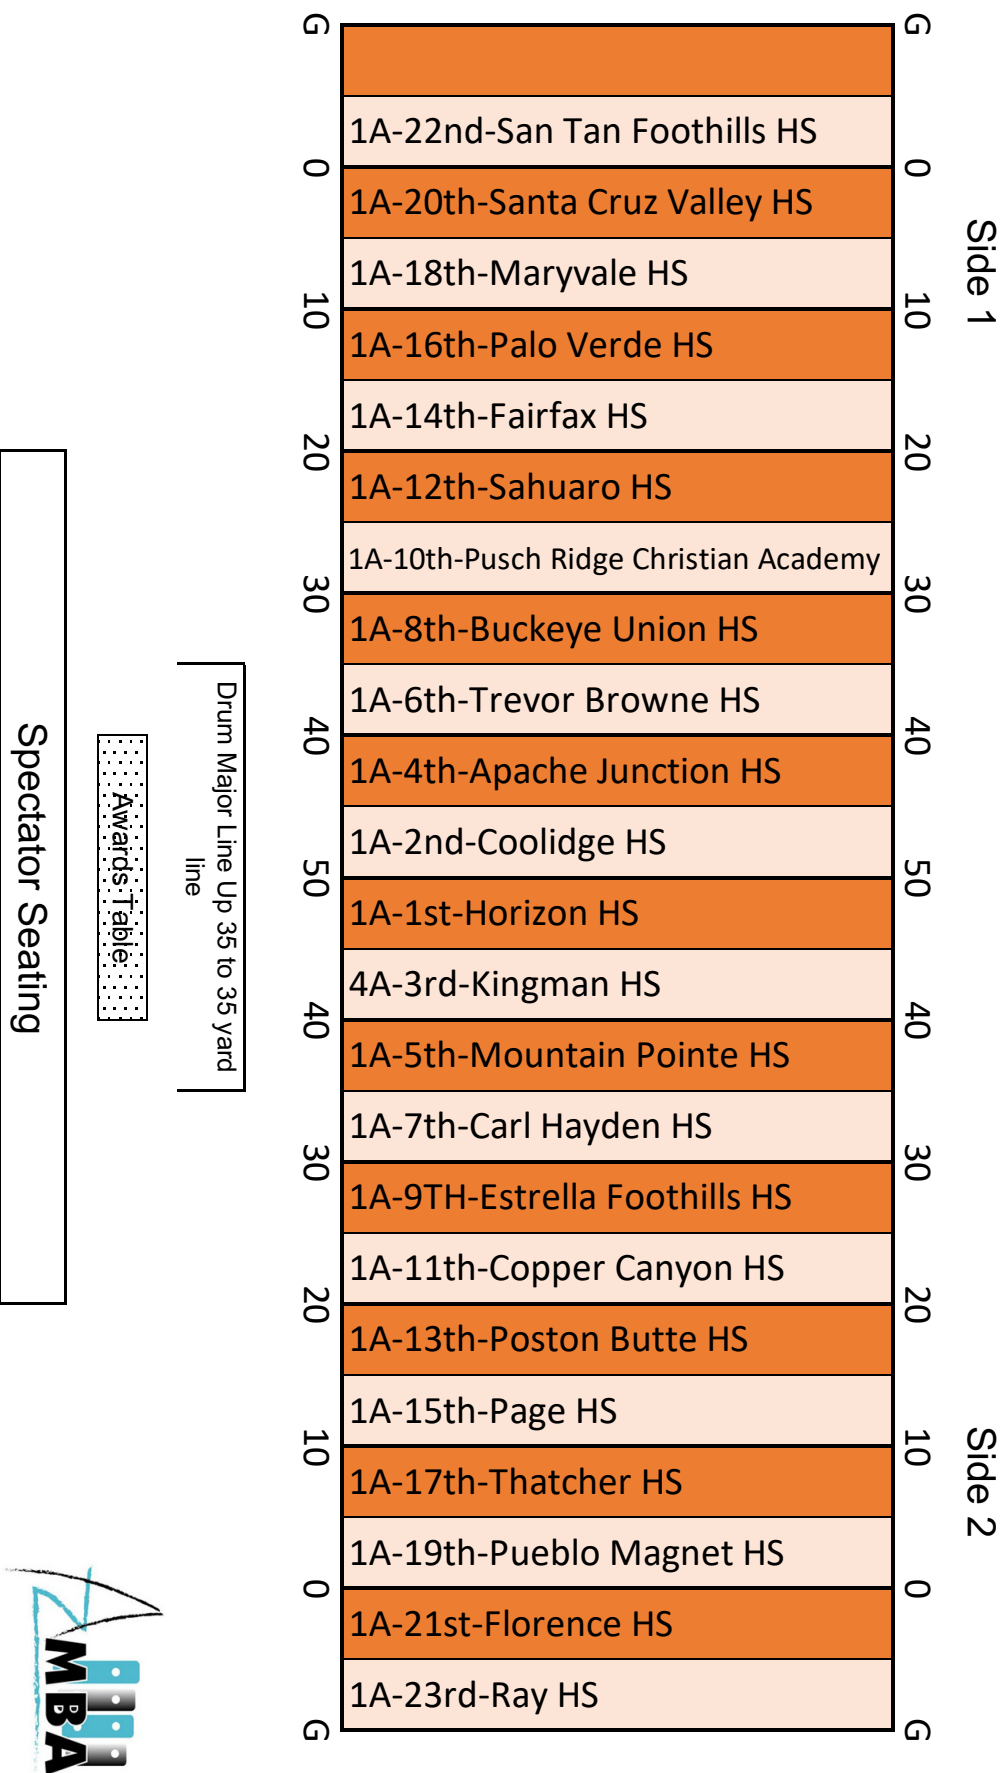 G
G
1A-22nd-San Tan Foothills HS
0
0
1A-20th-Santa Cruz Valley HS
Side 1
1A-18th-Maryvale HS
10
10
1A-16th-Palo Verde HS
1A-14th-Fairfax HS
20
20
1A-12th-Sahuaro HS
1A-10th-Pusch Ridge Christian Academy
30
30
1A-8th-Buckeye Union HS
1A-6th-Trevor Browne HS
40
40
1A-4th-Apache Junction HS
1A-2nd-Coolidge HS
50
50
1A-1st-Horizon HS
4A-3rd-Kingman HS
40
40
1A-5th-Mountain Pointe HS
1A-7th-Carl Hayden HS
30
30
1A-9TH-Estrella Foothills HS
1A-11th-Copper Canyon HS
20
20
1A-13th-Poston Butte HS
1A-15th-Page HS
10
10
Side 2
1A-17th-Thatcher HS
1A-19th-Pueblo Magnet HS
0
0
1A-21st-Florence HS
1A-23rd-Ray HS
G
G
Drum Major Line Up 35 to 35 yard
line
Awards Table
Spectator Seating
AZ
MBA